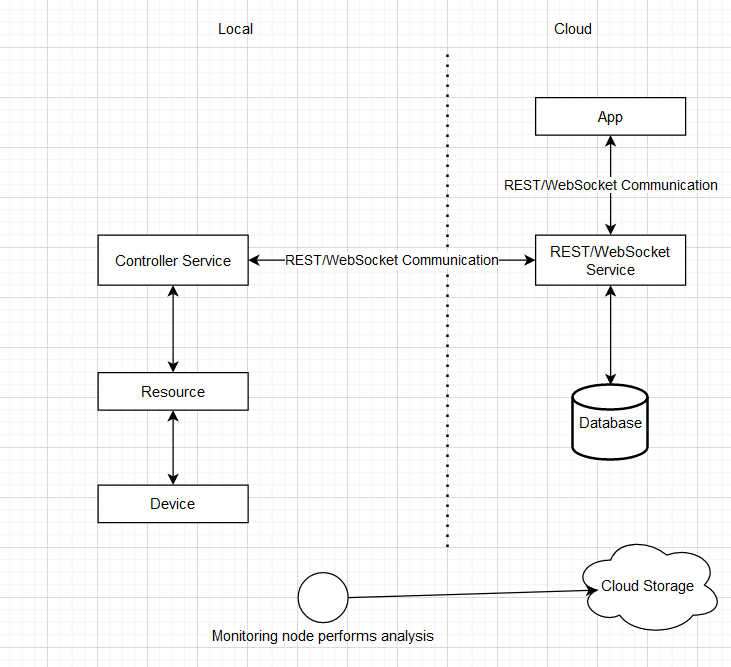 Local
Cloud
App
REST/WebSocket Communication
Controller Service
REST/WebSocket Communication
REST/WebSocket
Service
Resource
Database
Device
Cloud Storage
Monitoring node performs analysis